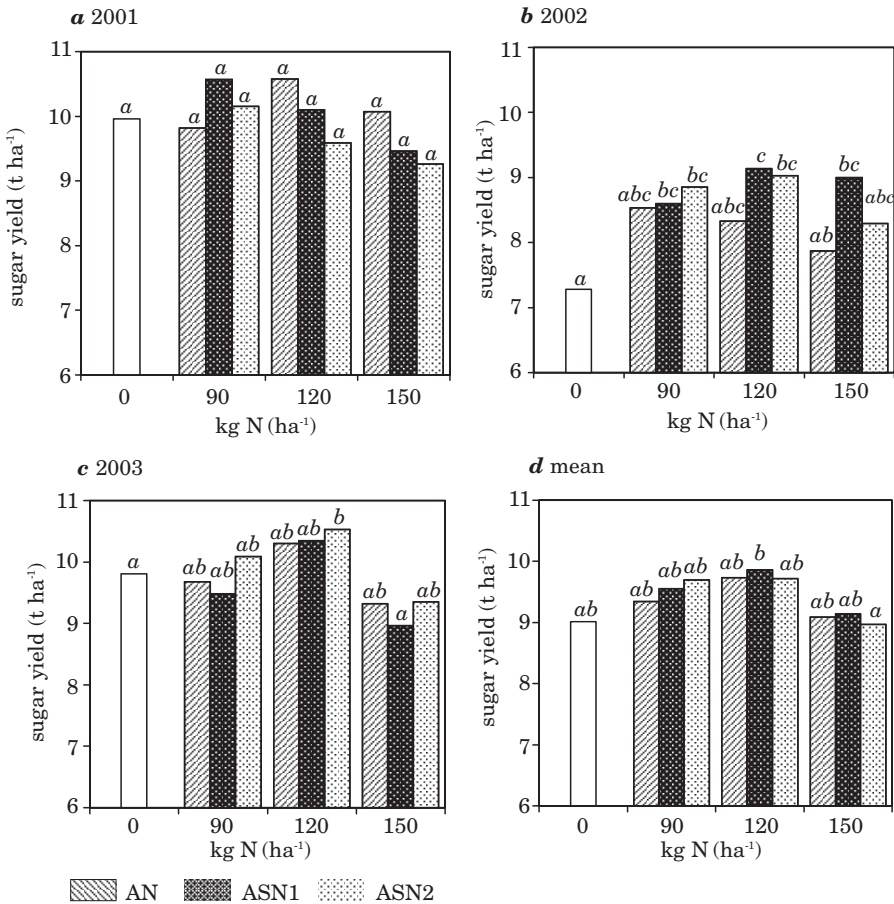 a 2001
b 2002
11
10
9
8
7
6
sugar yield (t ha⁻¹)
a
a
a
a
a
a
a
a
a
a
0
90
120
150
kg N (ha⁻¹)
11
10
9
8
7
6
sugar yield (t ha⁻¹)
a
abc
bc
bc
abc
c
bc
ab
bc
abc
0
90
120
150
kg N (ha⁻¹)
c 2003
d mean
11
10
9
8
7
6
sugar yield (t ha⁻¹)
a
ab
ab
ab
ab
ab
b
ab
a
ab
0
90
120
150
kg N (ha⁻¹)
11
10
9
8
7
6
sugar yield (t ha⁻¹)
ab
ab
ab
ab
ab
b
ab
ab
ab
a
0
90
120
150
kg N (ha⁻¹)
AN ASN1 ASN2